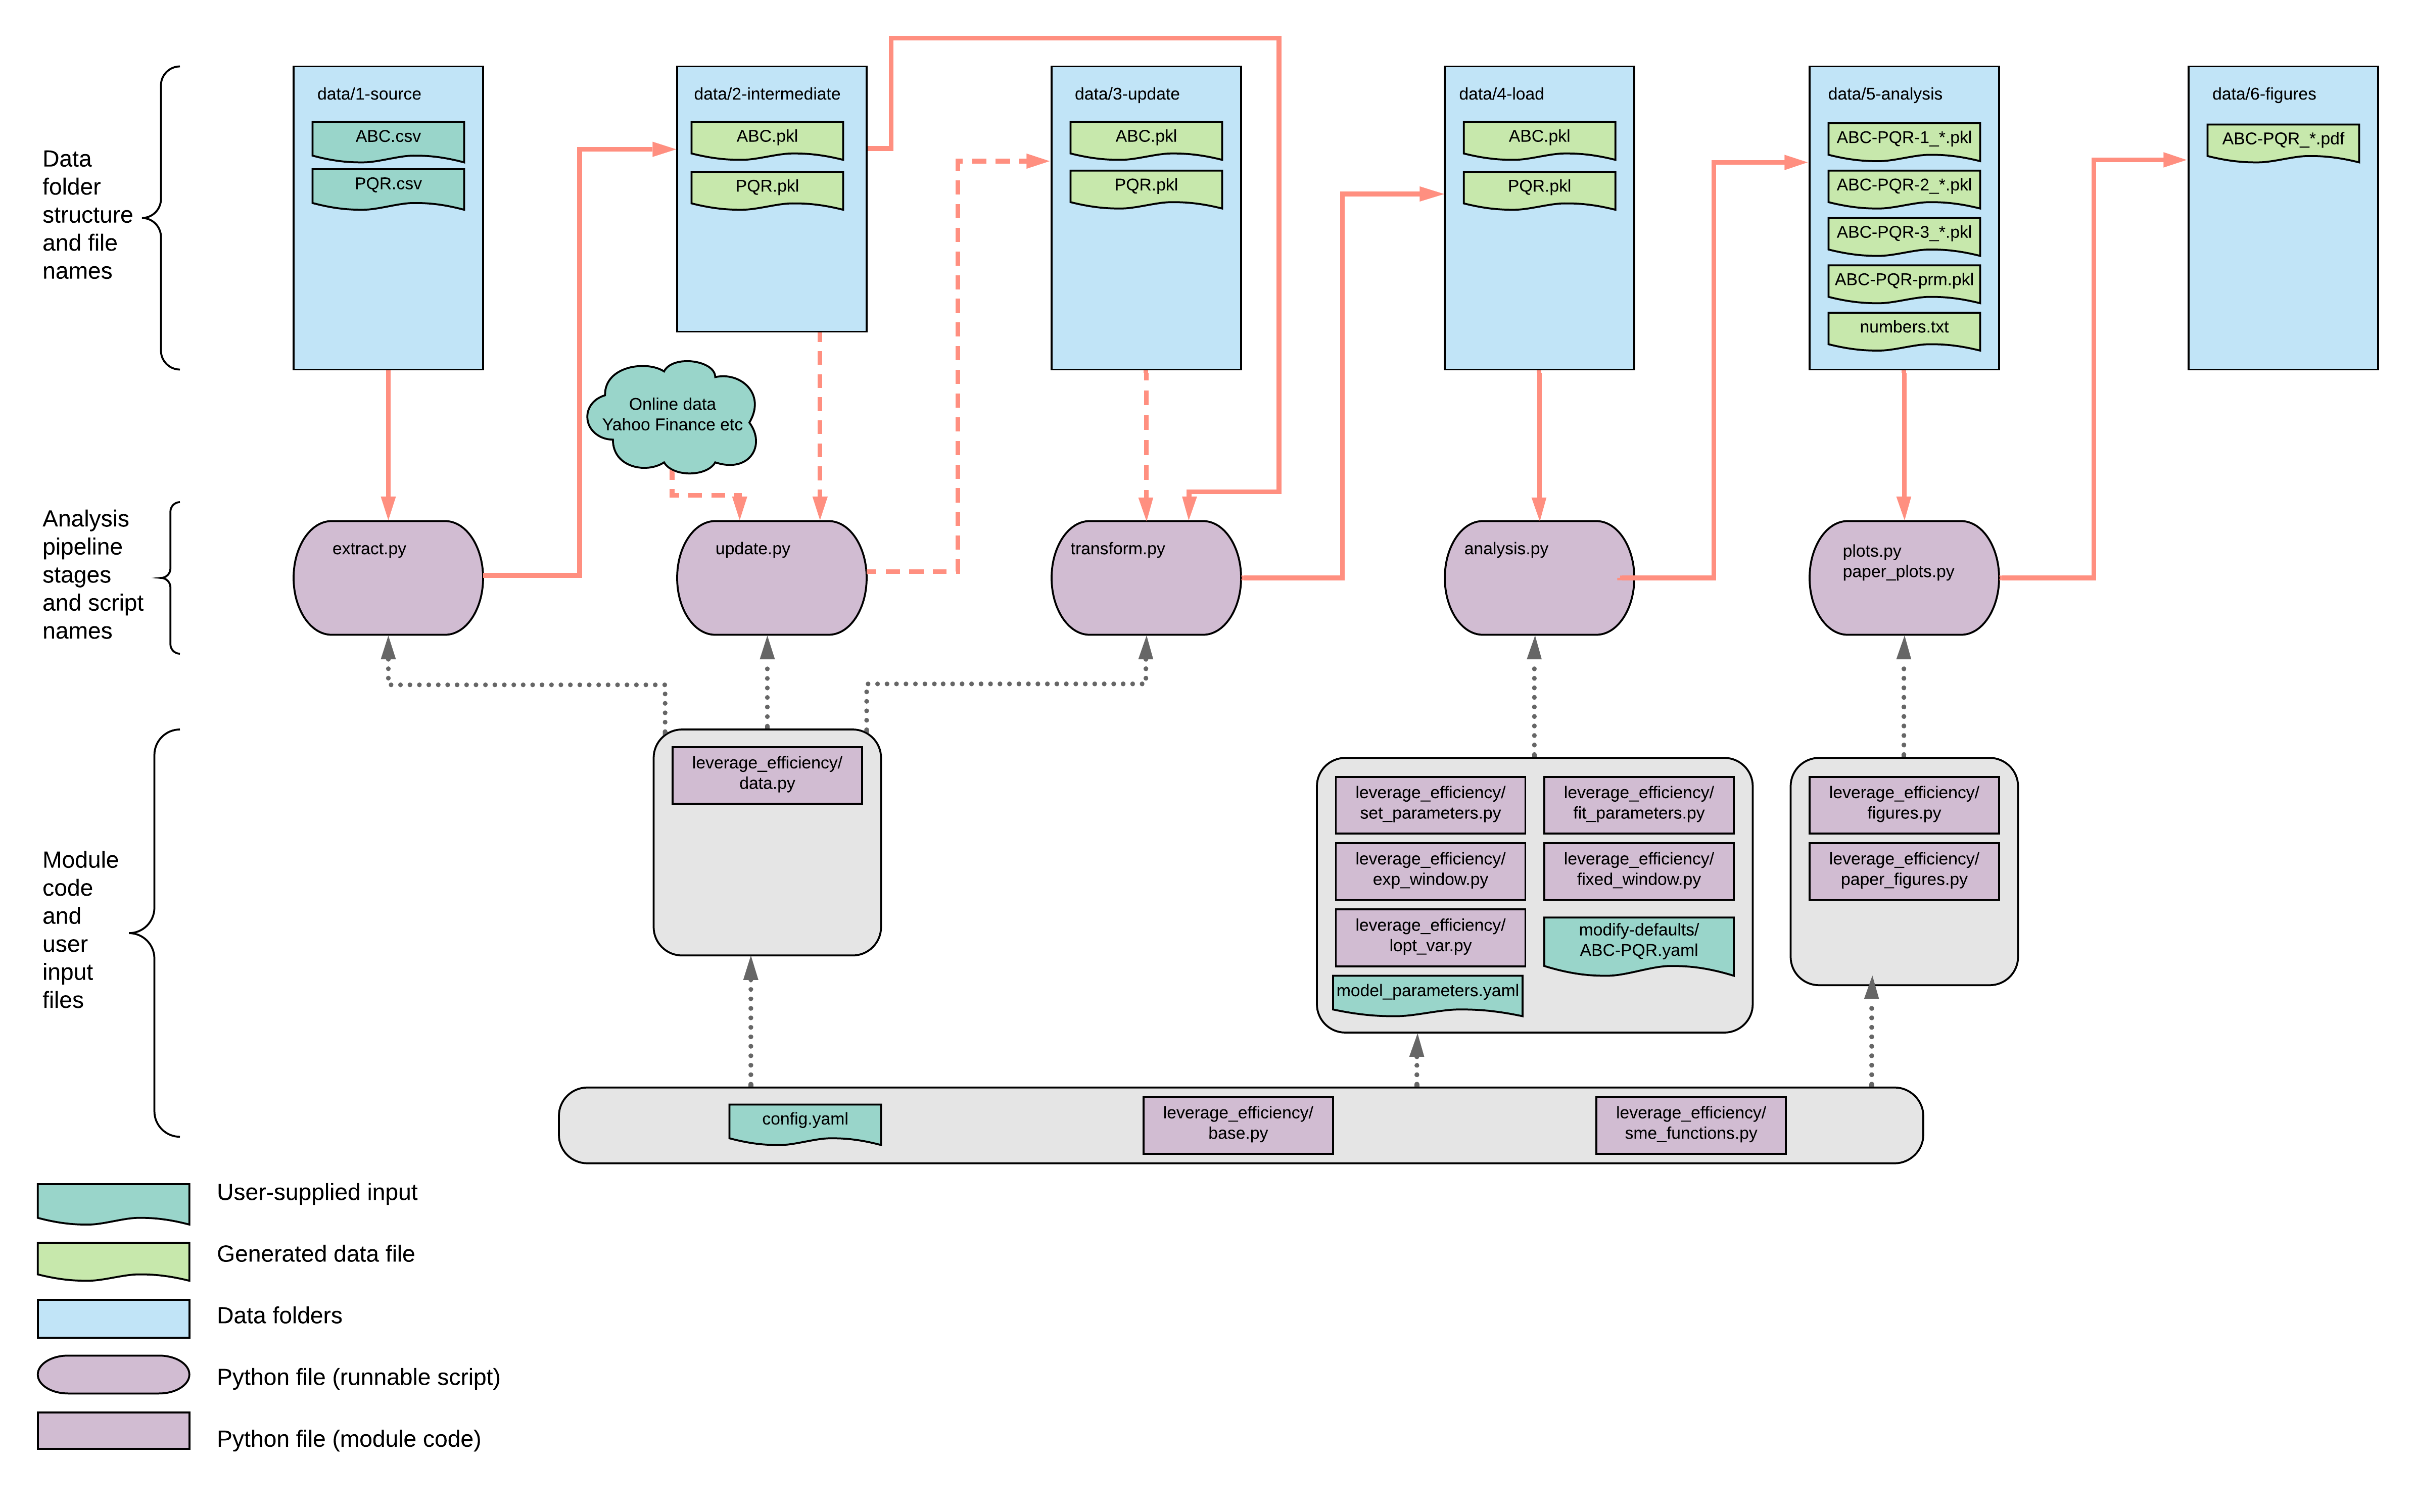 Data
folder
structure
and file
names
data/1-source
ABC.csv
PQR.csv
data/2-intermediate
ABC.pkl
PQR.pkl
data/3-update
ABC.pkl
PQR.pkl
data/4-load
ABC.pkl
PQR.pkl
data/5-analysis
ABC-PQR-1_*.pkl
ABC-PQR-2_*.pkl
ABC-PQR-3_*.pkl
ABC-PQR-prm.pkl
numbers.txt
data/6-figures
ABC-PQR_*.pdf
Online data
Yahoo Finance etc
Analysis
pipeline
stages
and script
names
extract.py
update.py
transform.py
analysis.py
plots.py
paper_plots.py
Module
code
and
user
input
files
leverage_efficiency/
data.py
leverage_efficiency/
set_parameters.py
leverage_efficiency/
fit_parameters.py
leverage_efficiency/
exp_window.py
leverage_efficiency/
fixed_window.py
leverage_efficiency/
lopt_var.py
modify-defaults/
ABC-PQR.yaml
model_parameters.yaml
leverage_efficiency/
figures.py
leverage_efficiency/
paper_figures.py
config.yaml
leverage_efficiency/
base.py
leverage_efficiency/
sme_functions.py
User-supplied input
Generated data file
Data folders
Python file (runnable script)
Python file (module code)